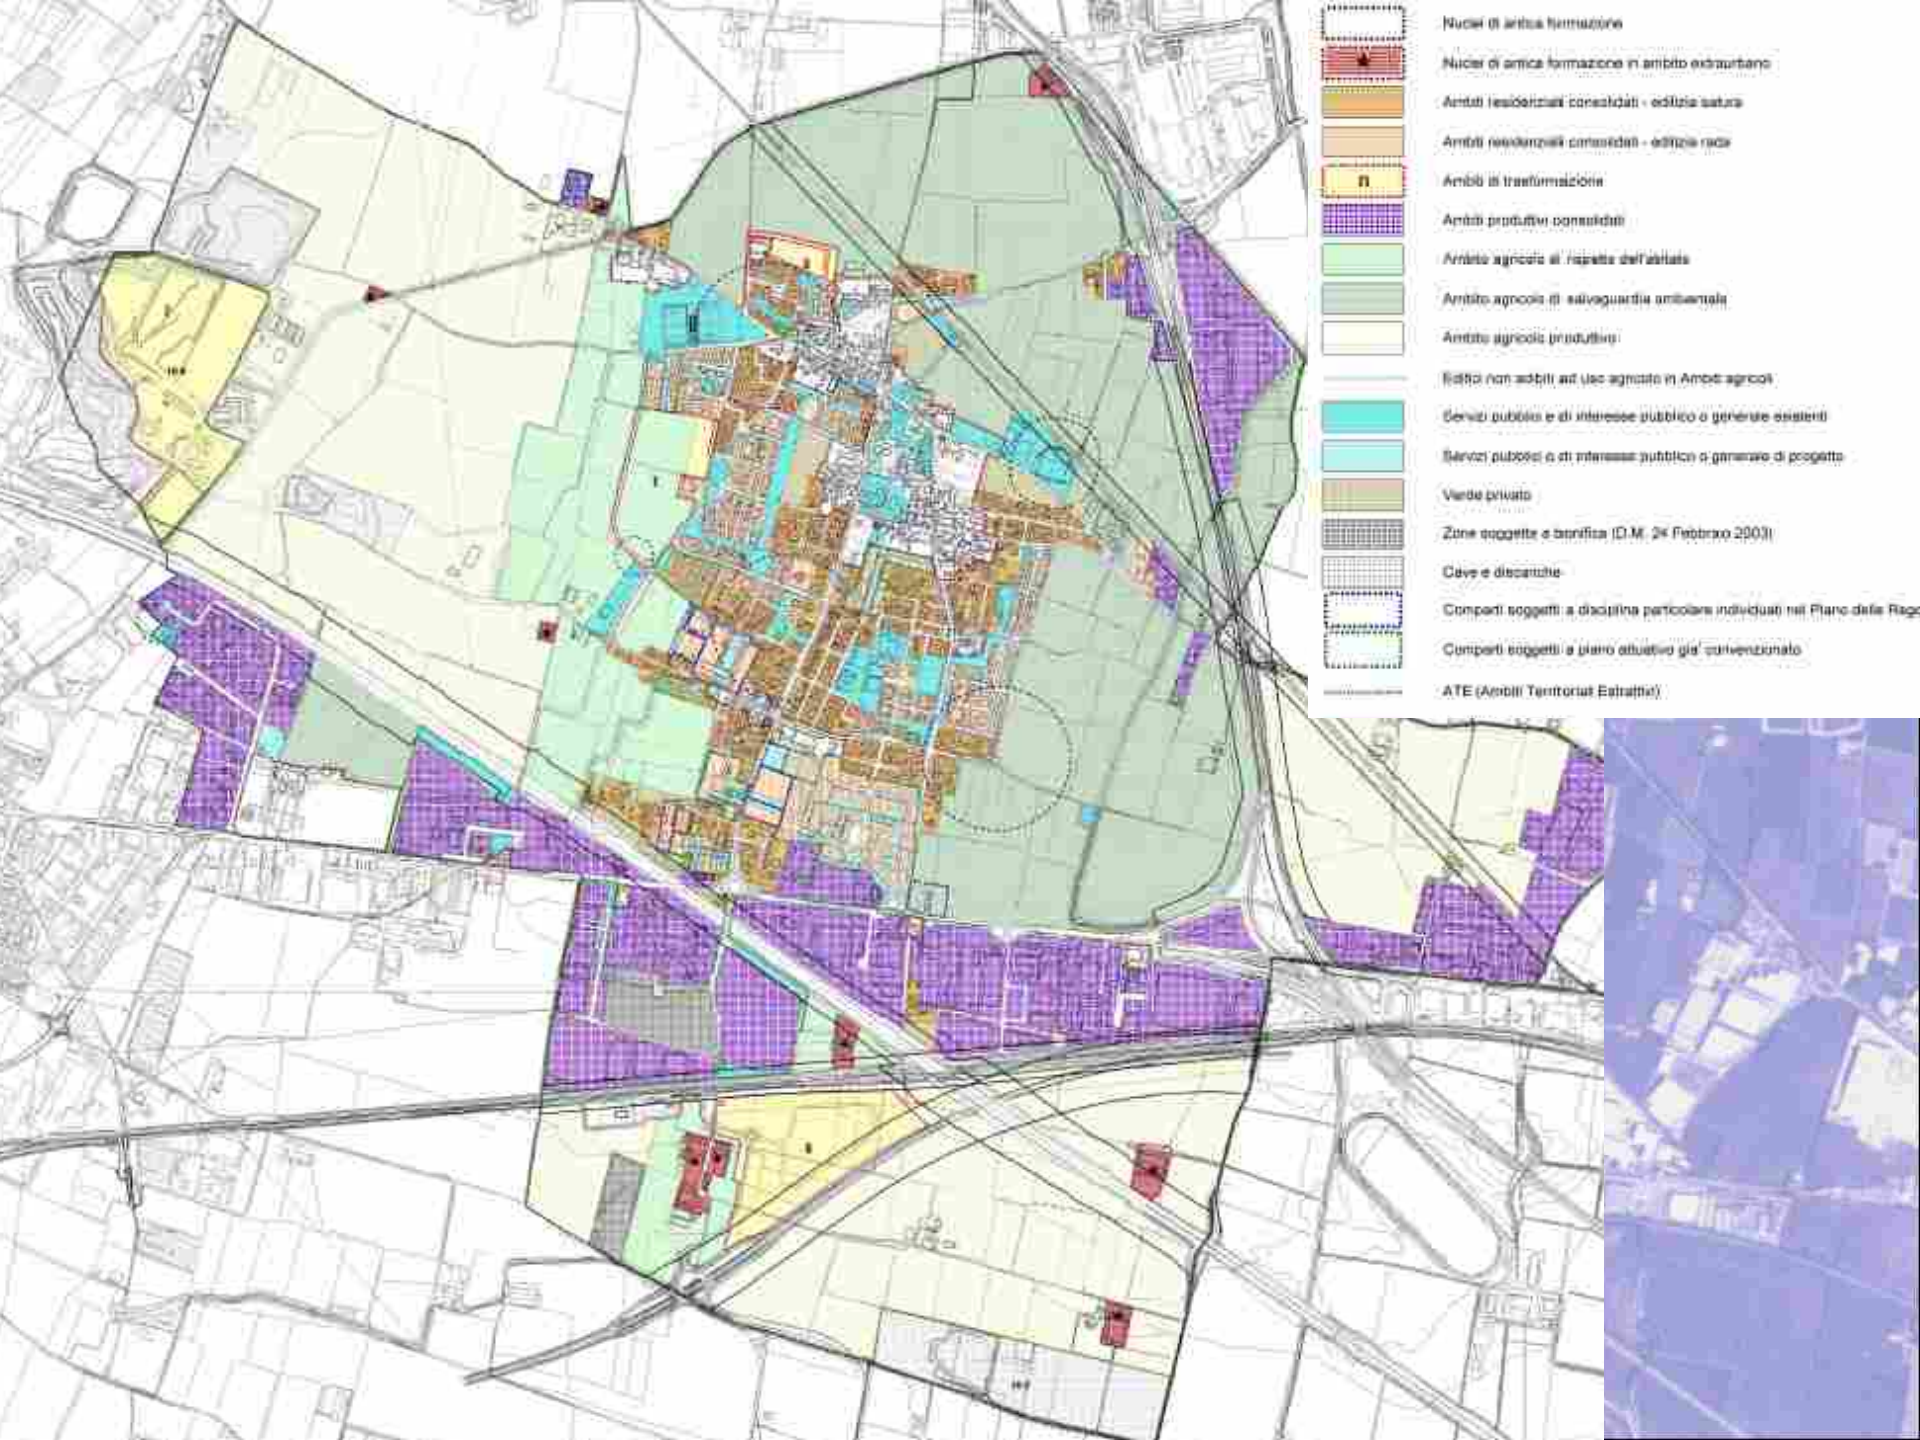 Nuclei di antica formazione
Nuclei di antica formazione in ambito extraurbano
Ambiti residenziali consolidati - edilizia satura
Ambiti residenziali consolidati - edilizia rada
n
Ambiti di trasformazione
Ambiti produttivi consolidati
Ambito agricolo di rispetto dell'abitato
Ambito agricolo di salvaguardia ambientale
Ambito agricolo produttivo
Edifici non adibiti ad uso agricolo in Ambiti agricoli
Servizi pubblici e di interesse pubblico o generale esistenti
Servizi pubblici o di interesse pubblico o generale di progetto
Verde privato
Zone soggette a bonifica (D.M. 24 Febbraio 2003)
Cave e discariche
Comparti soggetti a disciplina particolare individuati nel Piano delle Rego
Comparti soggetti a piano attuativo già' convenzionato
ATE (Ambiti Territoriali Estrattivi)